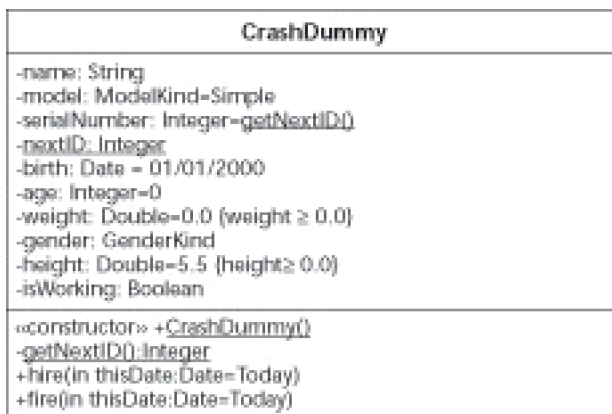 CrashDummy
-name: String
-model: ModelKind=Simple
-serialNumber: Integer=getNextID()
-nextID: Integer
-birth: Date = 01/01/2000
-age: Integer=0
-weight: Double=0.0 {weight ≥ 0.0}
-gender: GenderKind
-height: Double=5.5 {height≥ 0.0}
-isWorking: Boolean
«constructor» +CrashDummy()
-getNextID():Integer
+hire(in thisDate:Date=Today)
+fire(in thisDate:Date=Today)